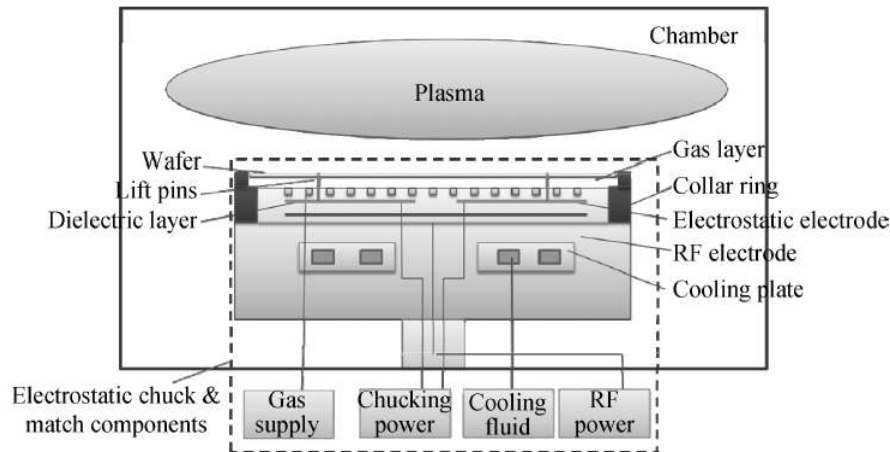 Chamber
Plasma
Wafer
Lift pins
Dielectric layer
Gas layer
Collar ring
Electrostatic electrode
RF electrode
Cooling plate
Electrostatic chuck &
match components
Gas
supply
Chucking
power
Cooling
fluid
RF
power